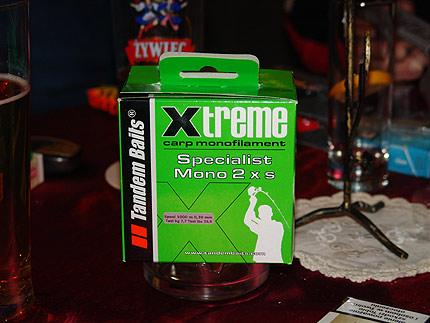 ŻYWIEC
Xtreme
carp monofilament
Specialist
Mono 2 x s
Tandem Baits®
www.tandembaits.com